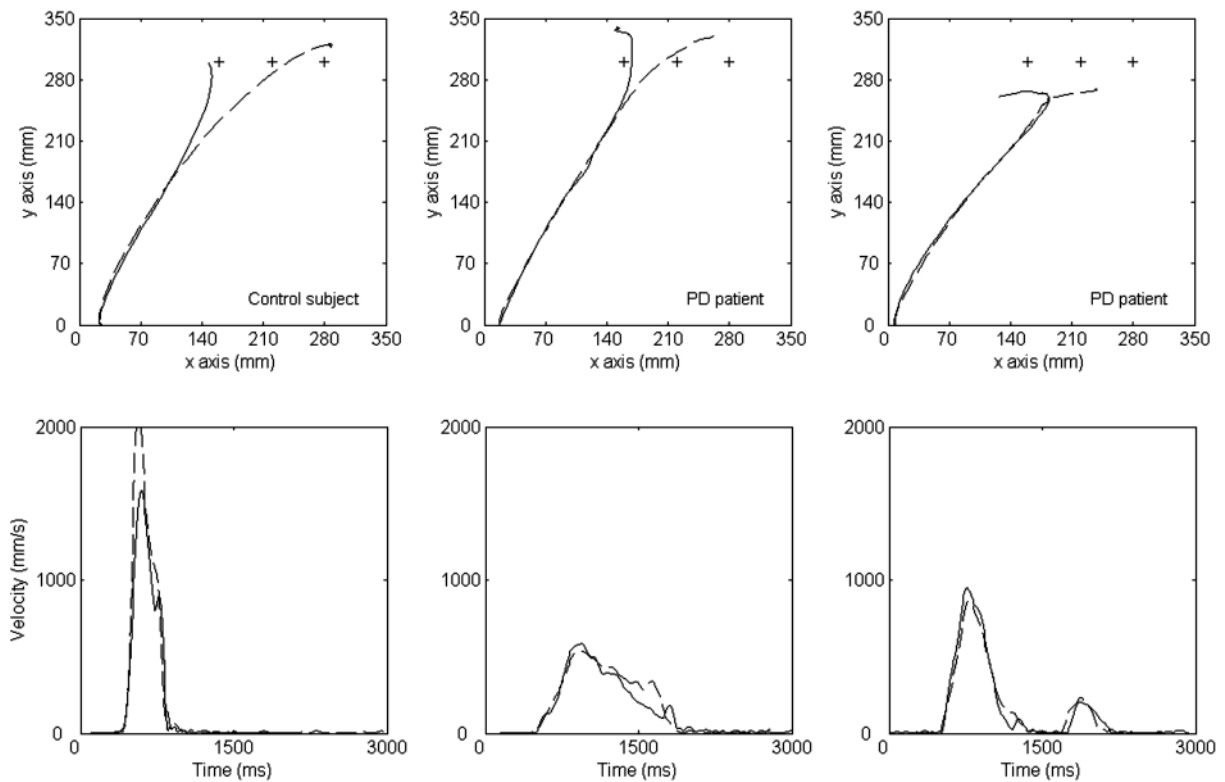 350
280
210
140
70
0
y axis (mm)
Control subject
0 70 140 210 280 350
x axis (mm)
350
280
210
140
70
0
y axis (mm)
PD patient
0 70 140 210 280 350
x axis (mm)
350
280
210
140
70
0
y axis (mm)
PD patient
0 70 140 210 280 350
x axis (mm)
2000
1000
0
Velocity (mm/s)
0 1500 3000
Time (ms)
2000
1000
0
0 1500 3000
Time (ms)
2000
1000
0
0 1500 3000
Time (ms)